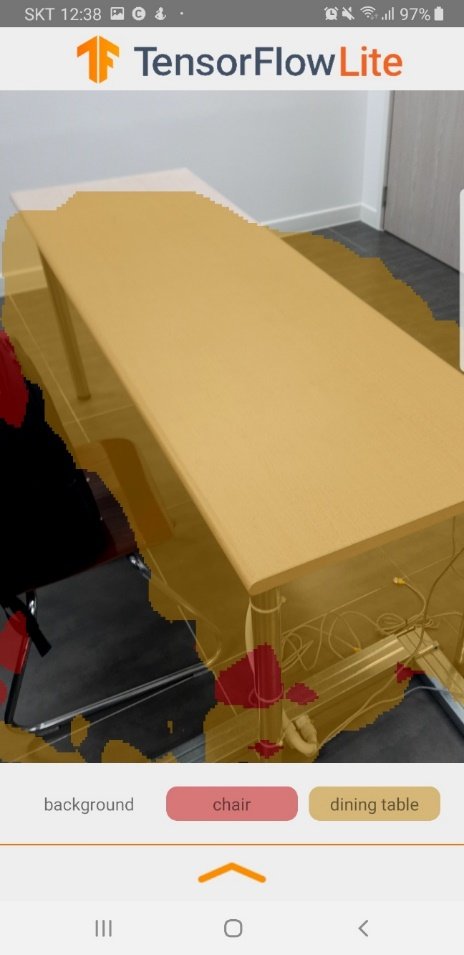 SKT 12:38 97%
TensorFlowLite
background chair dining table